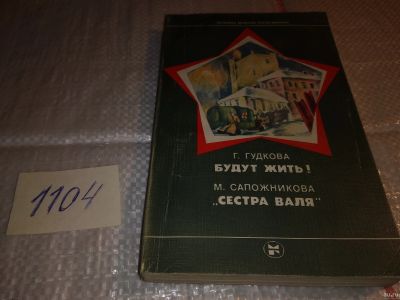 Г. ГУДКОВА
БУДУТ ЖИТЬ!
М. САПОЖНИКОВА
„СЕСТРА ВАЛЯ"
1104